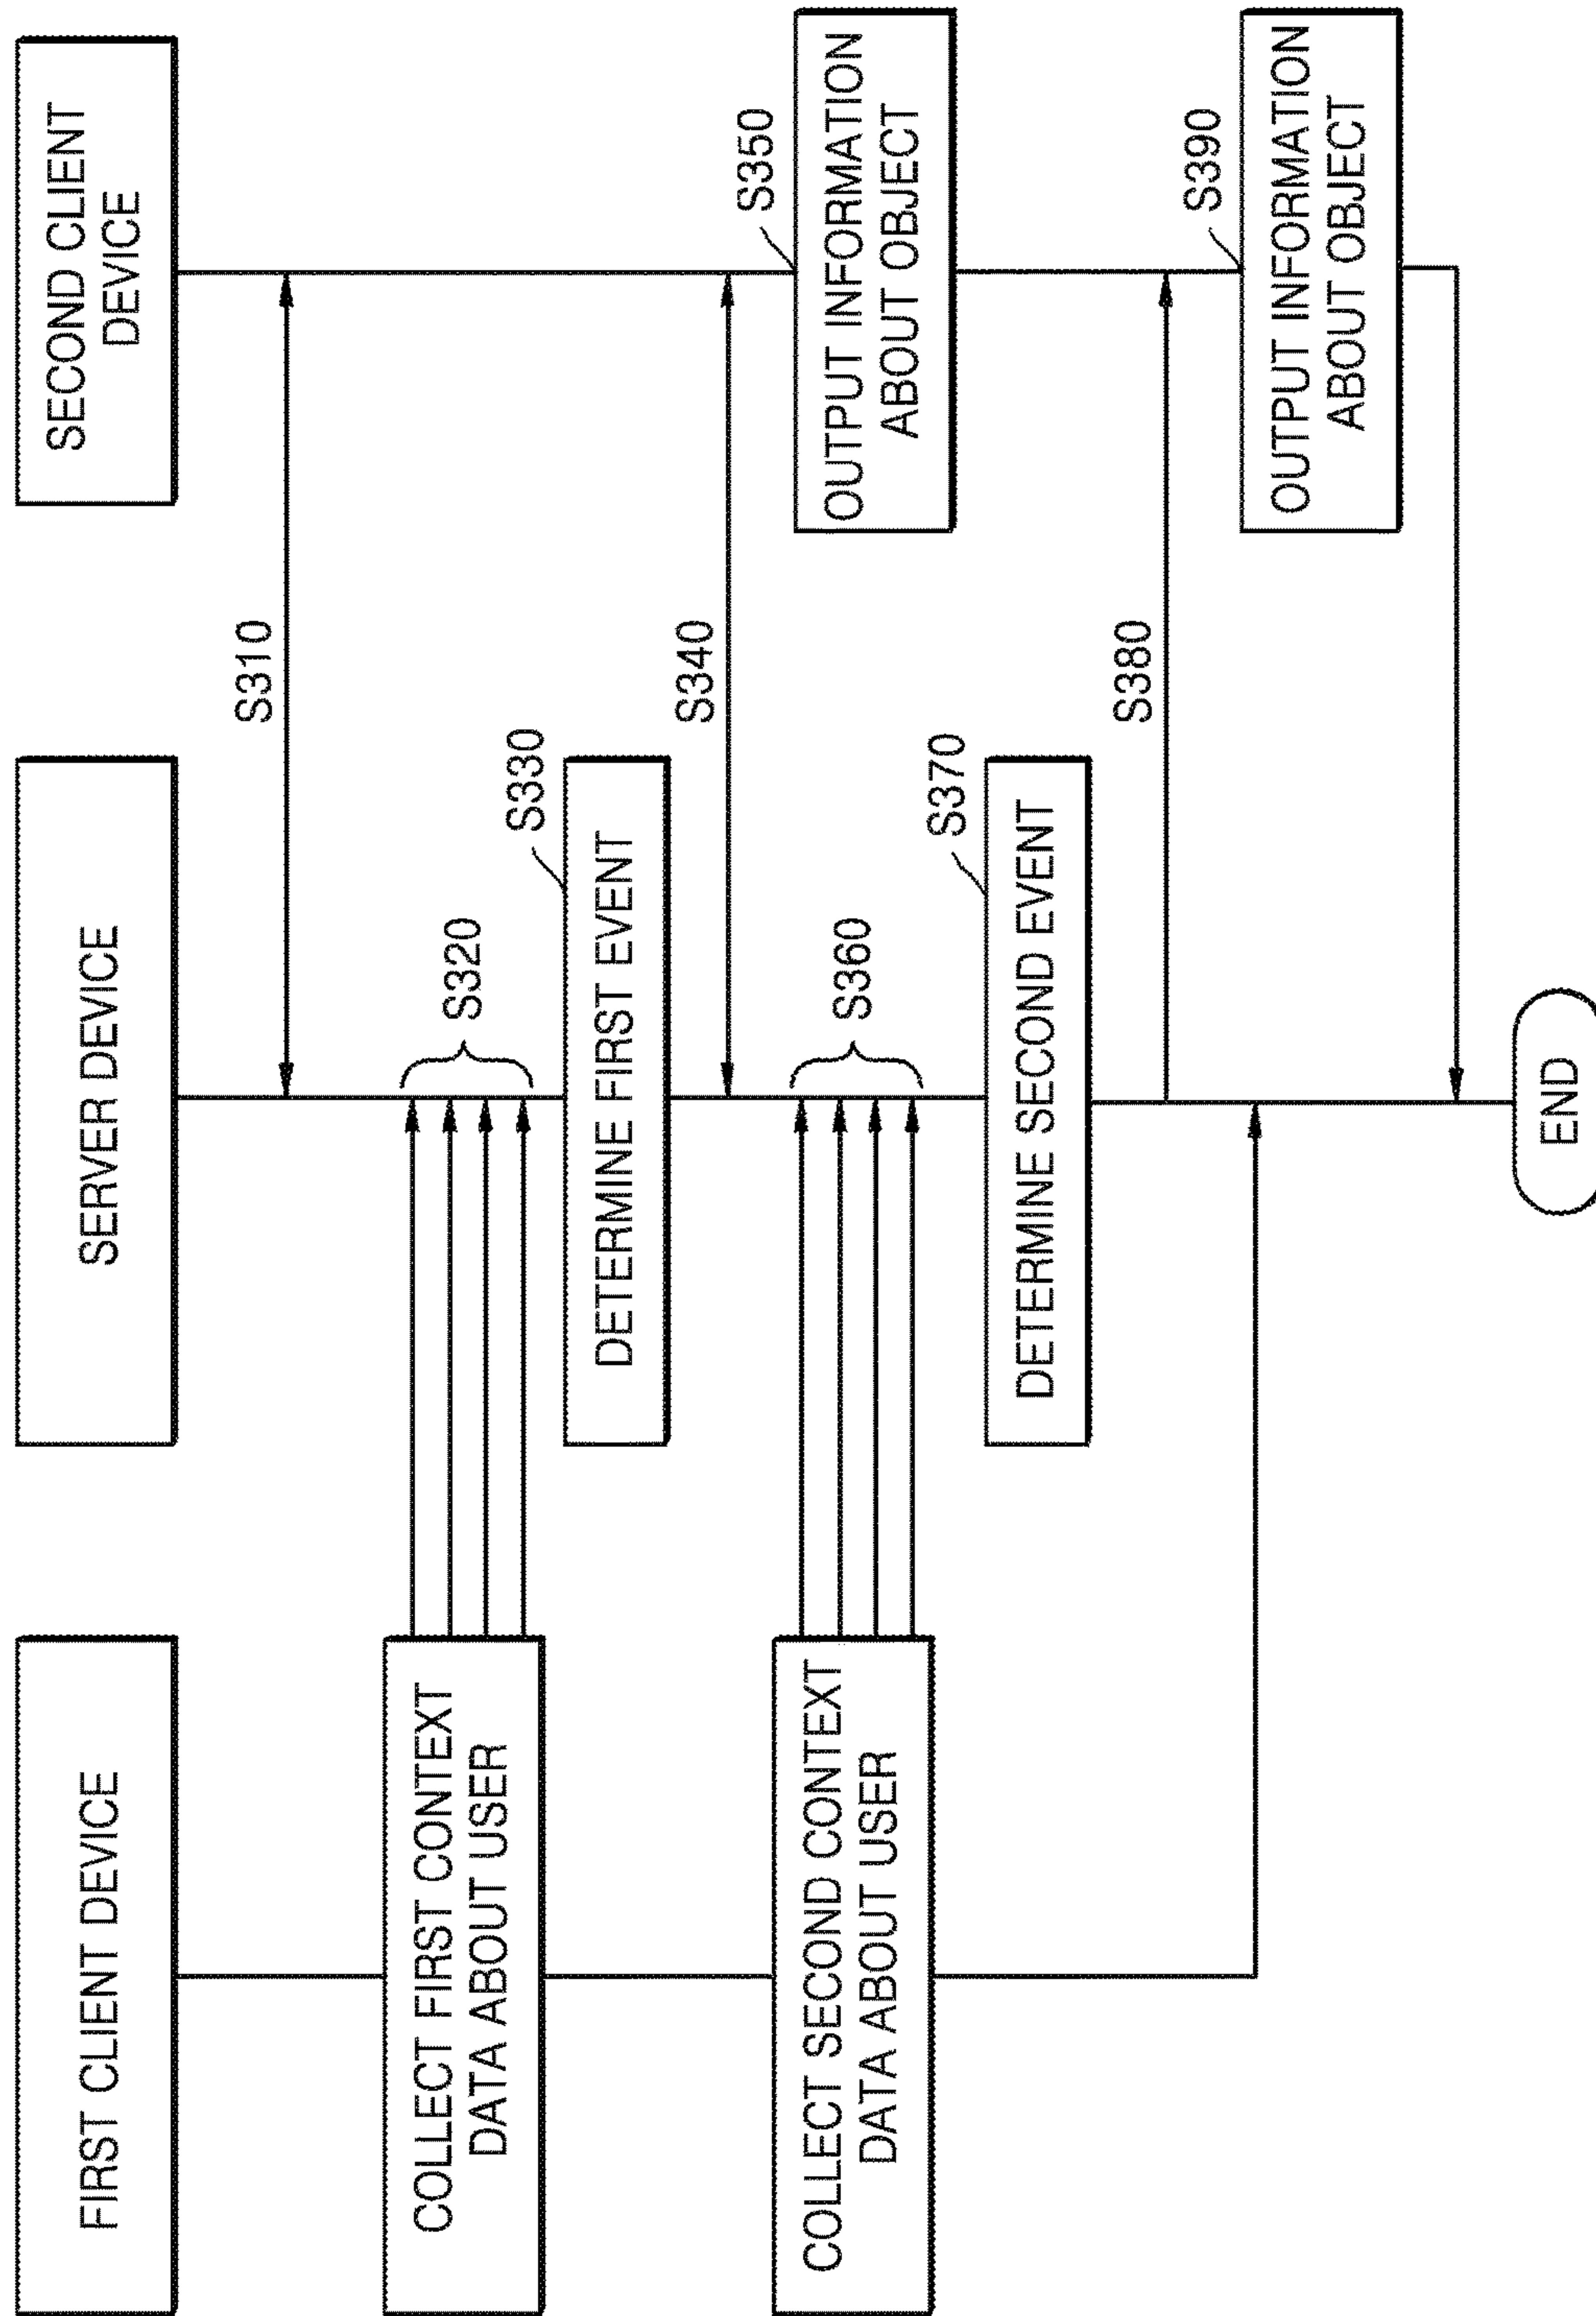 FIRST CLIENT DEVICE
SERVER DEVICE
SECOND CLIENT
DEVICE
S310
COLLECT FIRST CONTEXT
DATA ABOUT USER
S320
S330
DETERMINE FIRST EVENT
S340
S350
OUTPUT INFORMATION
ABOUT OBJECT
COLLECT SECOND CONTEXT
DATA ABOUT USER
S360
S370
DETERMINE SECOND EVENT
S380
S390
OUTPUT INFORMATION
ABOUT OBJECT
END